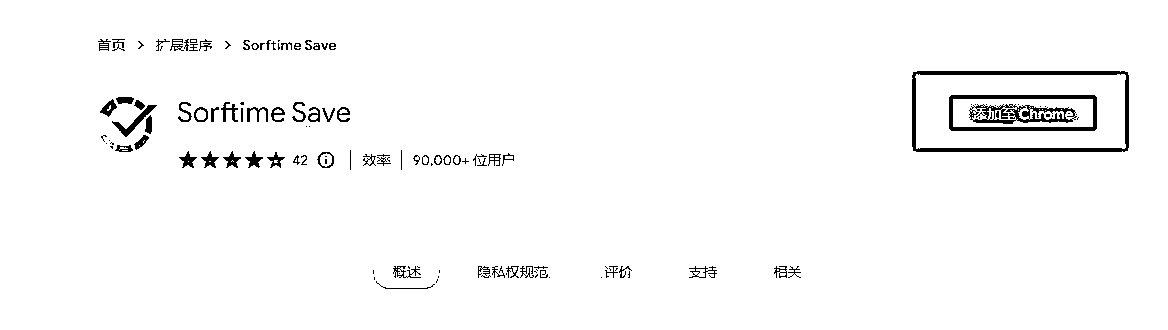 首页 > 扩展程序 > Sorftime Save
Sorftime Save
添加至 Chrome
42 效率 90,000+ 位用户
概述 隐私权规范 评价 支持 相关